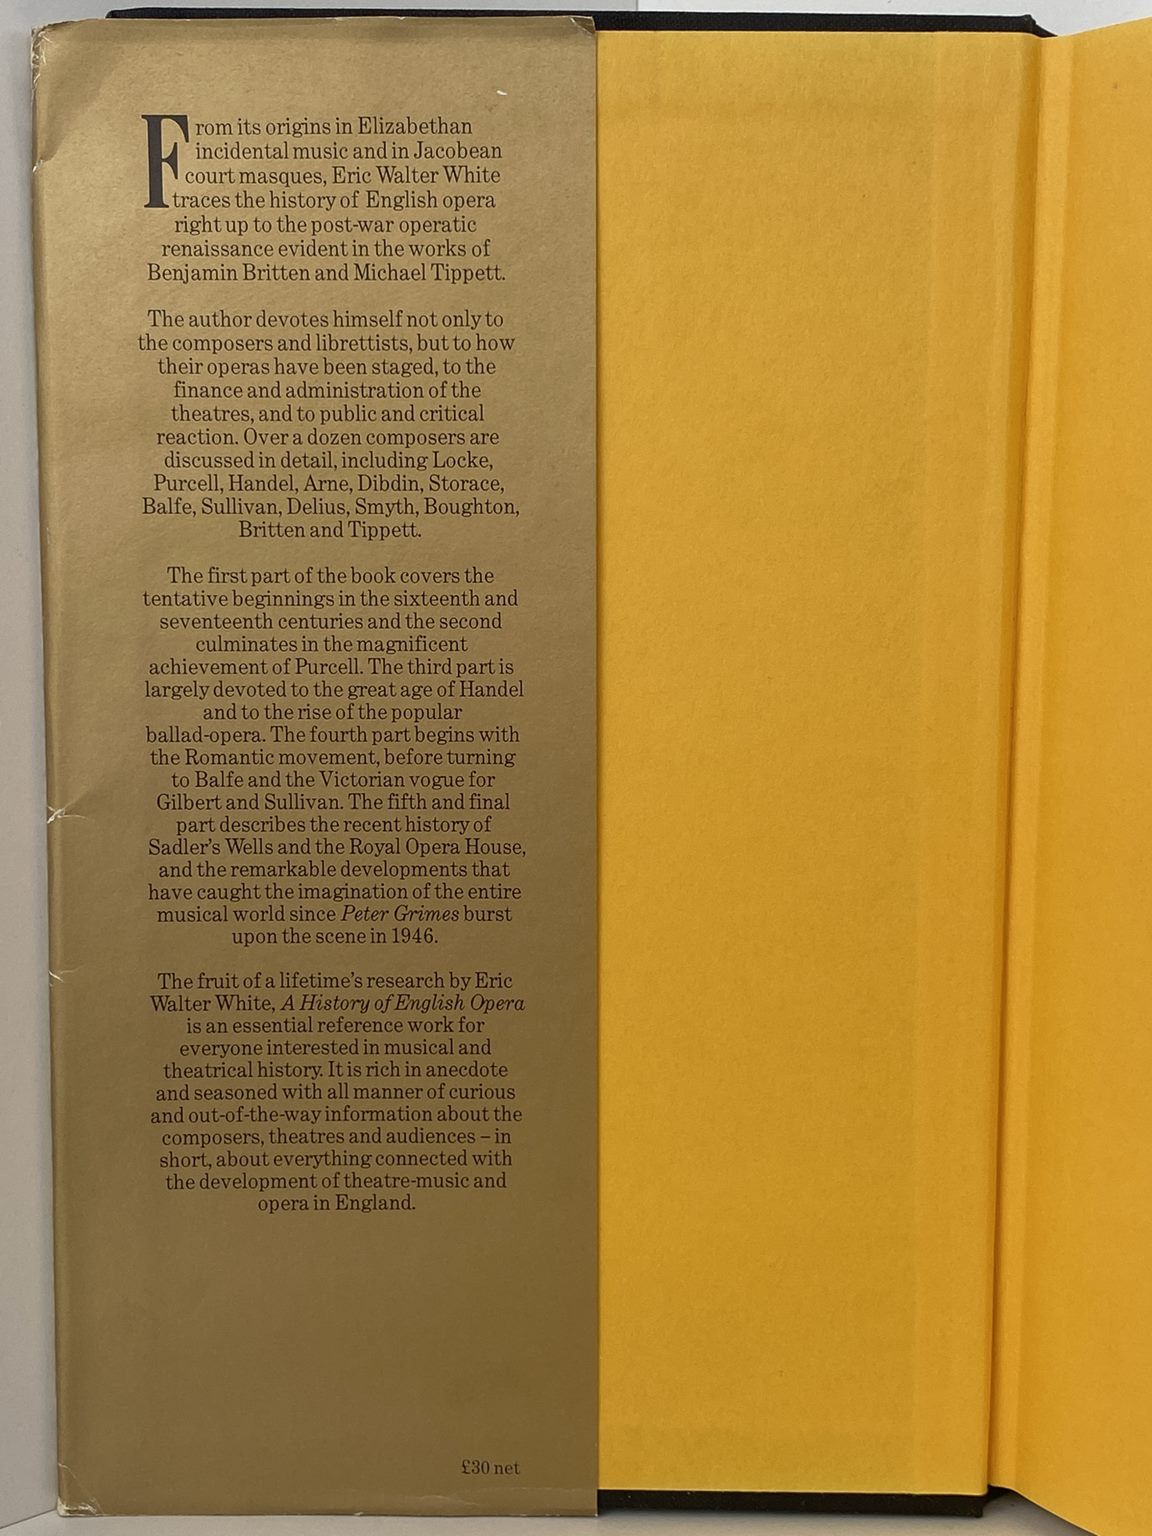 From its origins in Elizabethan
incidental music and in Jacobean
court masques, Eric Walter White
traces the history of English opera
right up to the post-war operatic
renaissance evident in the works of
Benjamin Britten and Michael Tippett.
The author devotes himself not only to
the composers and librettists, but to how
their operas have been staged, to the
finance and administration of the
theatres, and to public and critical
reaction. Over a dozen composers are
discussed in detail, including Locke,
Purcell, Handel, Arne, Dibdin, Storace,
Balfe, Sullivan, Delius, Smyth, Boughton,
Britten and Tippett.
The first part of the book covers the
tentative beginnings in the sixteenth and
seventeenth centuries and the second
culminates in the magnificent
achievement of Purcell. The third part is
largely devoted to the great age of Handel
and to the rise of the popular
ballad-opera. The fourth part begins with
the Romantic movement, before turning
to Balfe and the Victorian vogue for
Gilbert and Sullivan. The fifth and final
part describes the recent history of
Sadler's Wells and the Royal Opera House,
and the remarkable developments that
have caught the imagination of the entire
musical world since Peter Grimes burst
upon the scene in 1946.
The fruit of a lifetime's research by Eric
Walter White, A History of English Opera
is an essential reference work for
everyone interested in musical and
theatrical history. It is rich in anecdote
and seasoned with all manner of curious
and out-of-the-way information about the
composers, theatres and audiences – in
short, about everything connected with
the development of theatre-music and
opera in England.
£30 net